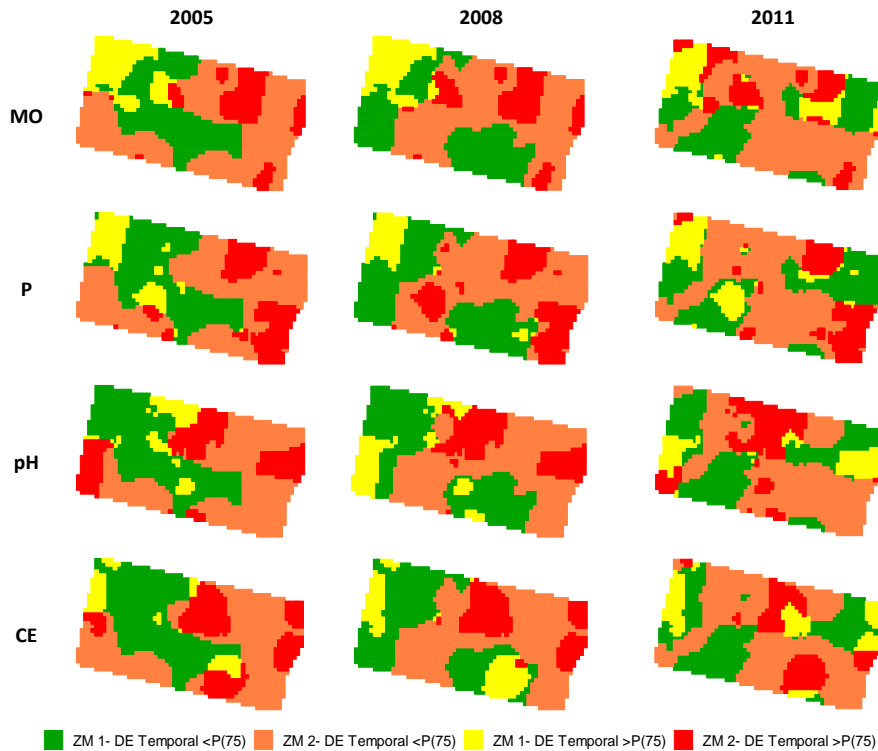 2005 2008 2011
MO
P
pH
CE
ZM 1- DE Temporal <P(75) ZM 2- DE Temporal <P(75) ZM 1- DE Temporal >P(75) ZM 2- DE Temporal >P(75)